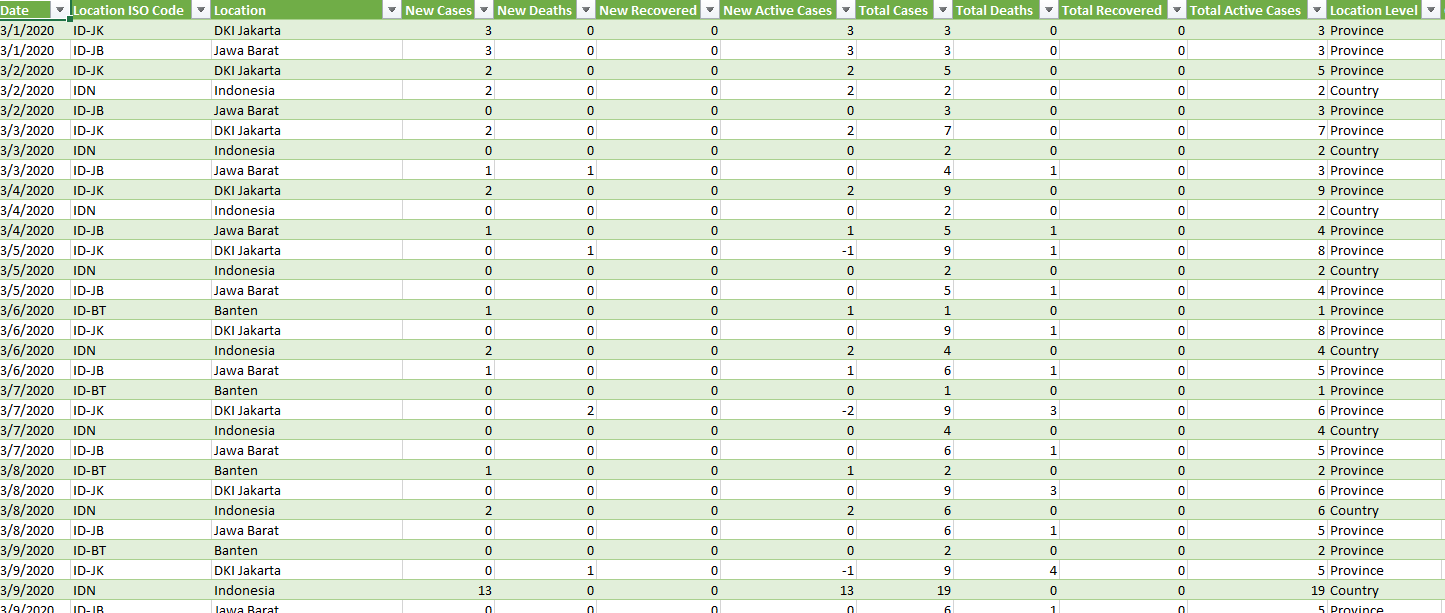 Date Location ISO Code Location New Cases New Deaths New Recovered New Active Cases Total Cases Total Deaths Total Recovered Total Active Cases Location Level
3/1/2020 ID-JK DKI Jakarta 3 0 0 3 3 0 0 3 Province
3/1/2020 ID-JB Jawa Barat 3 0 0 3 3 0 0 3 Province
3/2/2020 ID-JK DKI Jakarta 2 0 0 2 5 0 0 5 Province
3/2/2020 IDN Indonesia 2 0 0 2 2 0 0 2 Country
3/2/2020 ID-JB Jawa Barat 0 0 0 0 3 0 0 3 Province
3/3/2020 ID-JK DKI Jakarta 2 0 0 2 7 0 0 7 Province
3/3/2020 IDN Indonesia 0 0 0 0 2 0 0 2 Country
3/3/2020 ID-JB Jawa Barat 1 1 0 0 4 1 0 3 Province
3/4/2020 ID-JK DKI Jakarta 2 0 0 2 9 0 0 9 Province
3/4/2020 IDN Indonesia 0 0 0 0 2 0 0 2 Country
3/4/2020 ID-JB Jawa Barat 1 0 0 1 5 1 0 4 Province
3/5/2020 ID-JK DKI Jakarta 0 1 0 -1 9 1 0 8 Province
3/5/2020 IDN Indonesia 0 0 0 0 2 0 0 2 Country
3/5/2020 ID-JB Jawa Barat 0 0 0 0 5 1 0 4 Province
3/6/2020 ID-BT Banten 1 0 0 1 1 0 0 1 Province
3/6/2020 ID-JK DKI Jakarta 0 0 0 0 9 1 0 8 Province
3/6/2020 IDN Indonesia 2 0 0 2 4 0 0 4 Country
3/6/2020 ID-JB Jawa Barat 1 0 0 1 6 1 0 5 Province
3/7/2020 ID-BT Banten 0 0 0 0 1 0 0 1 Province
3/7/2020 ID-JK DKI Jakarta 0 2 0 -2 9 3 0 6 Province
3/7/2020 IDN Indonesia 0 0 0 0 4 0 0 4 Country
3/7/2020 ID-JB Jawa Barat 0 0 0 0 6 1 0 5 Province
3/8/2020 ID-BT Banten 1 0 0 1 2 0 0 2 Province
3/8/2020 ID-JK DKI Jakarta 0 0 0 0 9 3 0 6 Province
3/8/2020 IDN Indonesia 2 0 0 2 6 0 0 6 Country
3/8/2020 ID-JB Jawa Barat 0 0 0 0 6 1 0 5 Province
3/9/2020 ID-BT Banten 0 0 0 0 2 0 0 2 Province
3/9/2020 ID-JK DKI Jakarta 0 1 0 -1 9 4 0 5 Province
3/9/2020 IDN Indonesia 13 0 0 13 19 0 0 19 Country
3/9/2020 ID-JB Jawa Barat 0 0 0 0 6 1 0 5 Province